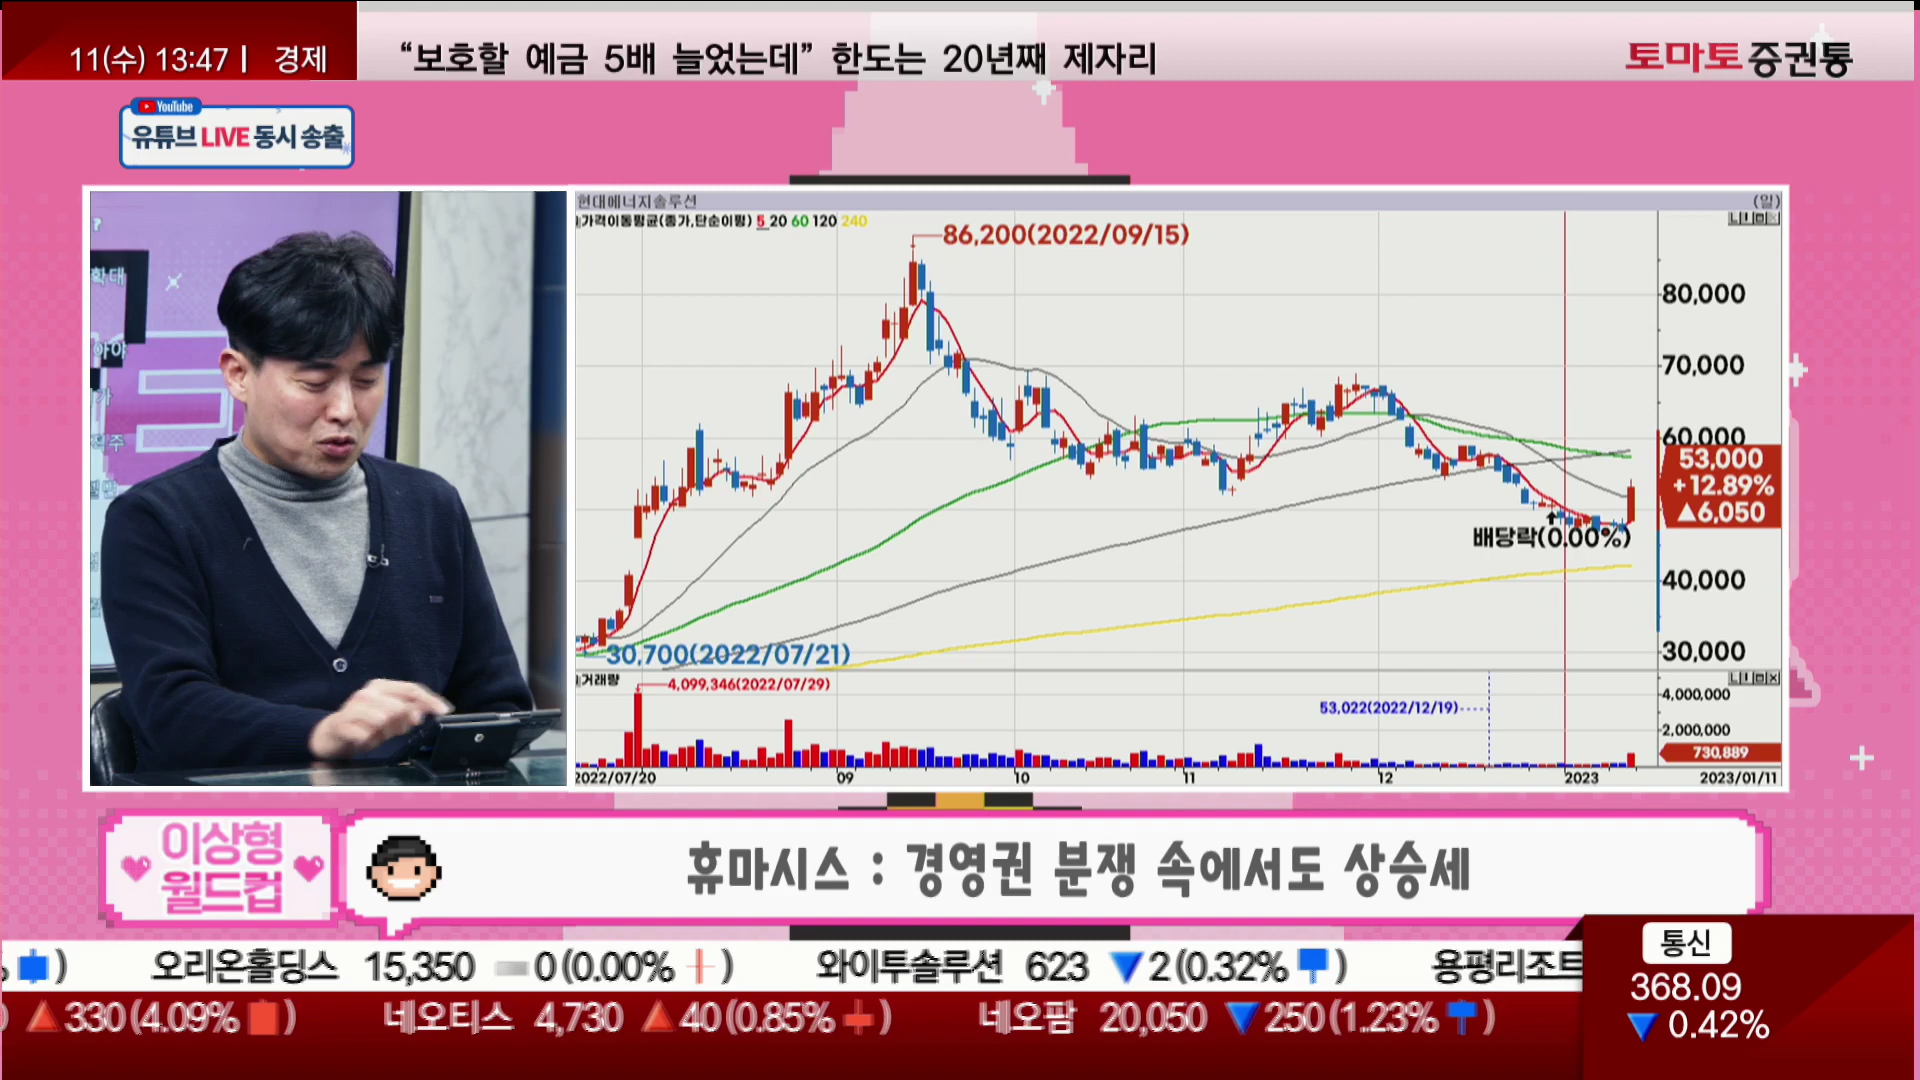 11(수) 13:47 | 경제
“보호할 예금 5배 늘었는데” 한도는 20년째 제자리
토마토증권통
YouTube
유튜브 LIVE 동시 송출
확대
현대에너지솔루션
(일)
가격이동평균(종가,단순이평) 5 20 60 120 240
86,200(2022/09/15)
80,000
70,000
60,000
53,000
+12.89%
▲6,050
배당락(0.00%)
40,000
30,000
30,700(2022/07/21)
거래량
4,099,346(2022/07/29)
53,022(2022/12/19)
4,000,000
2,000,000
730,889
2022/07/20 09 10 11 12 2023 2023/01/11
이상형
월드컵
휴마시스 : 경영권 분쟁 속에서도 상승세
% ) 오리온홀딩스 15,350 0(0.00% ) 와이투솔루션 623 ▼2(0.32% ) 용평리조트
) ▲330(4.09% ) 네오티스 4,730 ▲40(0.85% ) 네오팜 20,050 ▼250(1.23% )
통신
368.09
▼ 0.42%